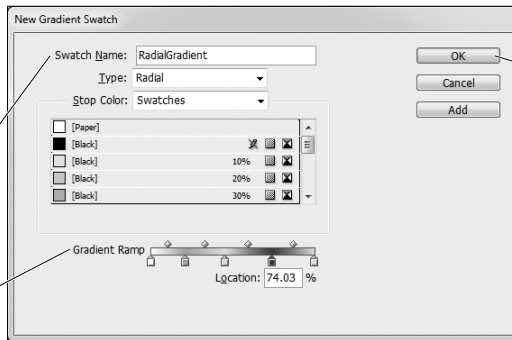 New Gradient Swatch
Swatch Name: RadialGradient
OK
Type: Radial
Cancel
Stop Color: Swatches
Add
[Paper]
[Black]
[Black] 10%
[Black] 20%
[Black] 30%
Gradient Ramp
Location: 74.03 %